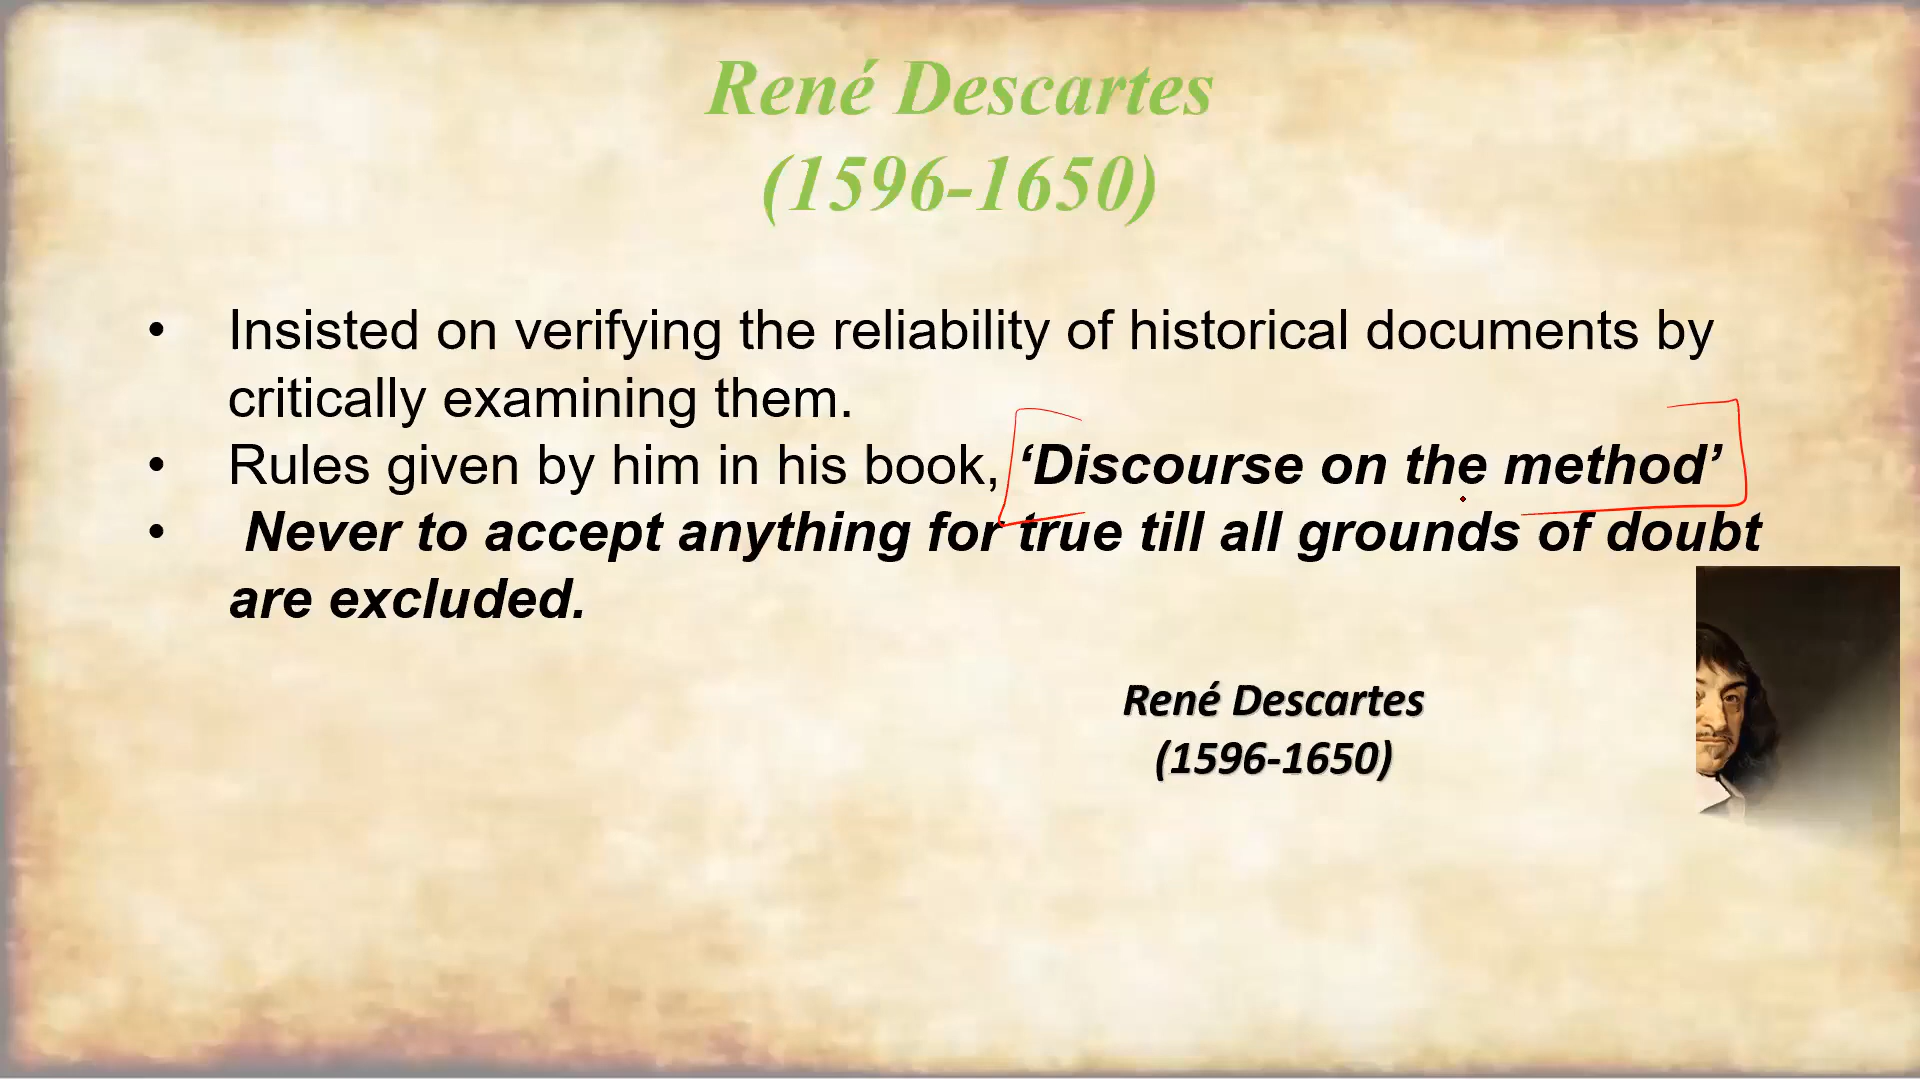 René Descartes
(1596-1650)
• Insisted on verifying the reliability of historical documents by
critically examining them.
• Rules given by him in his book, ‘Discourse on the method’
• Never to accept anything for true till all grounds of doubt
are excluded.
René Descartes
(1596-1650)